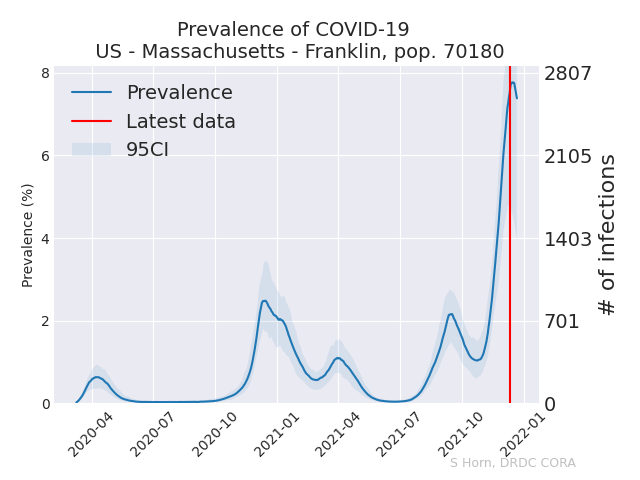 Prevalence of COVID-19
US - Massachusetts - Franklin, pop. 70180
Prevalence
Latest data
95CI
Prevalence (%)
8
6
4
2
0
2807
2105
1403
701
0
# of infections
2020-04
2020-07
2020-10
2021-01
2021-04
2021-07
2021-10
2022-01
S Horn, DRDC CORA